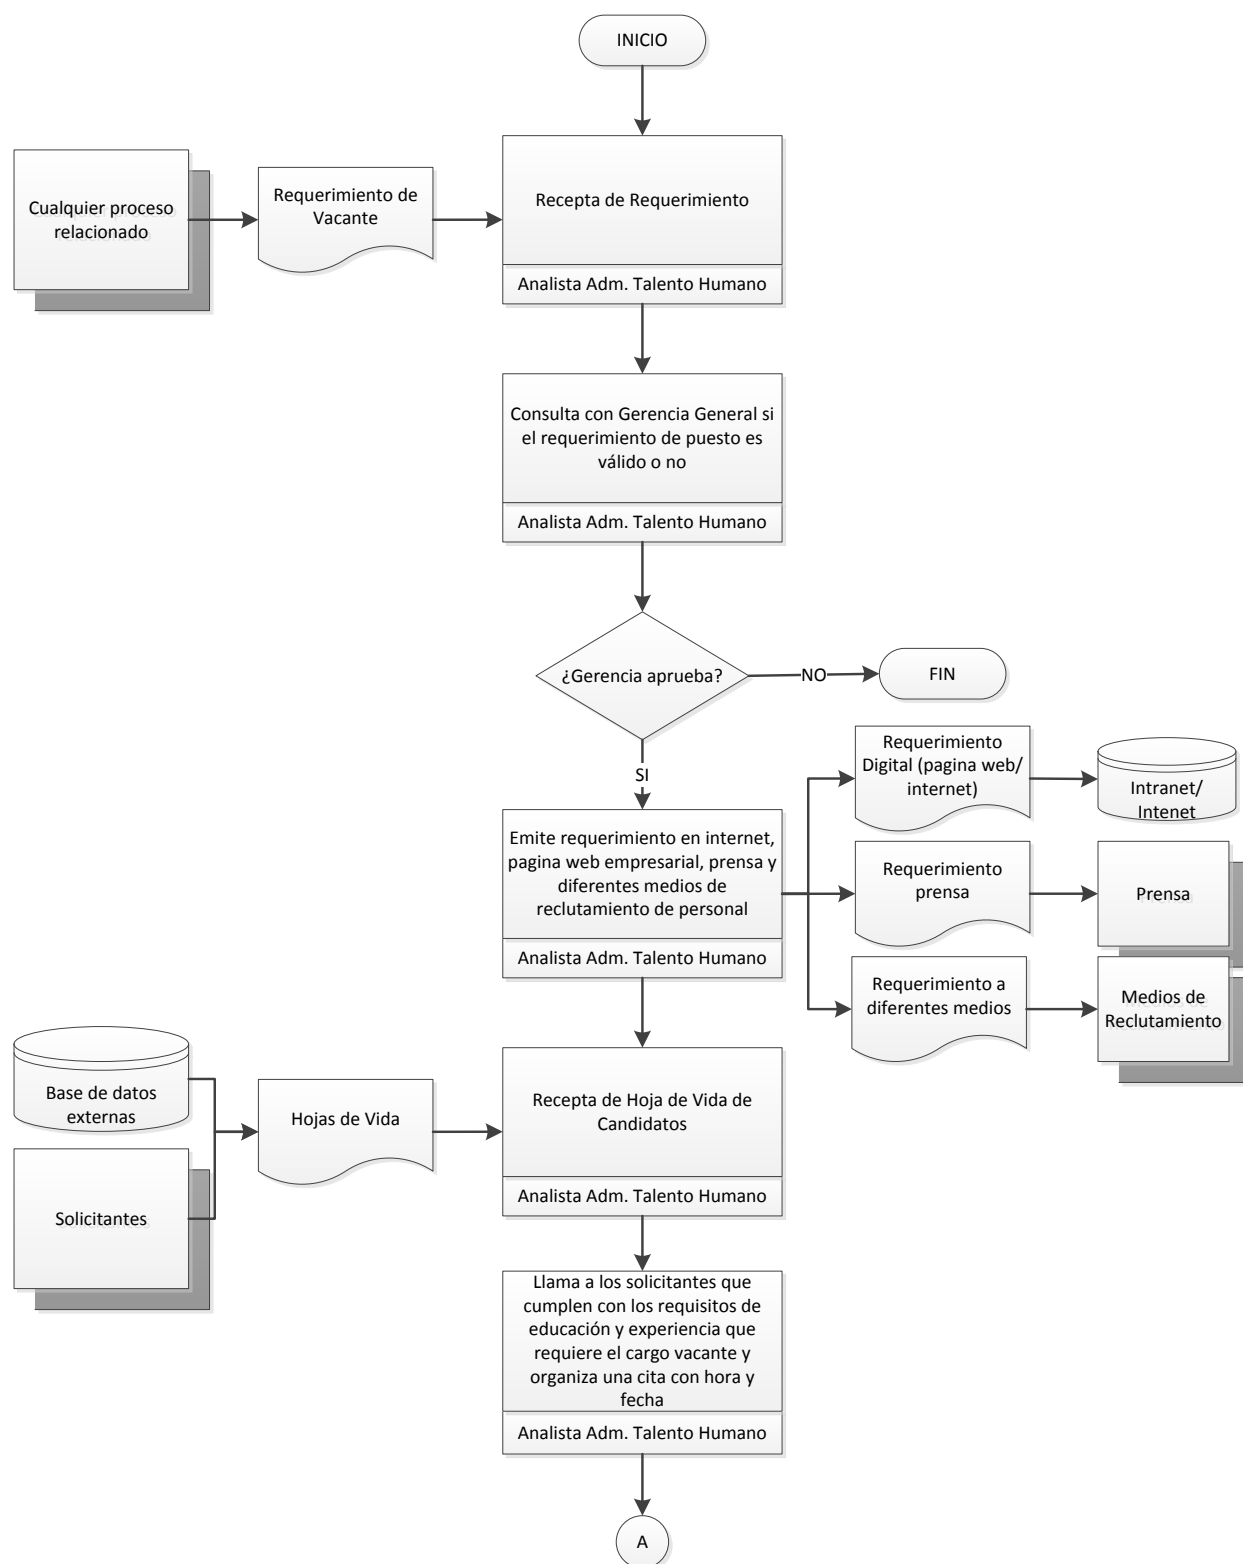 INICIO
Cualquier proceso
relacionado
Requerimiento de
Vacante
Recepta de Requerimiento
Analista Adm. Talento Humano
Consulta con Gerencia General si
el requerimiento de puesto es
válido o no
Analista Adm. Talento Humano
¿Gerencia aprueba?
NO
FIN
SI
Emite requerimiento en internet,
pagina web empresarial, prensa y
diferentes medios de
reclutamiento de personal
Analista Adm. Talento Humano
Requerimiento
Digital (pagina web/
internet)
Intranet/
Intenet
Requerimiento
prensa
Prensa
Requerimiento a
diferentes medios
Medios de
Reclutamiento
Base de datos
externas
Solicitantes
Hojas de Vida
Recepta de Hoja de Vida de
Candidatos
Analista Adm. Talento Humano
Llama a los solicitantes que
cumplen con los requisitos de
educación y experiencia que
requiere el cargo vacante y
organiza una cita con hora y
fecha
Analista Adm. Talento Humano
A